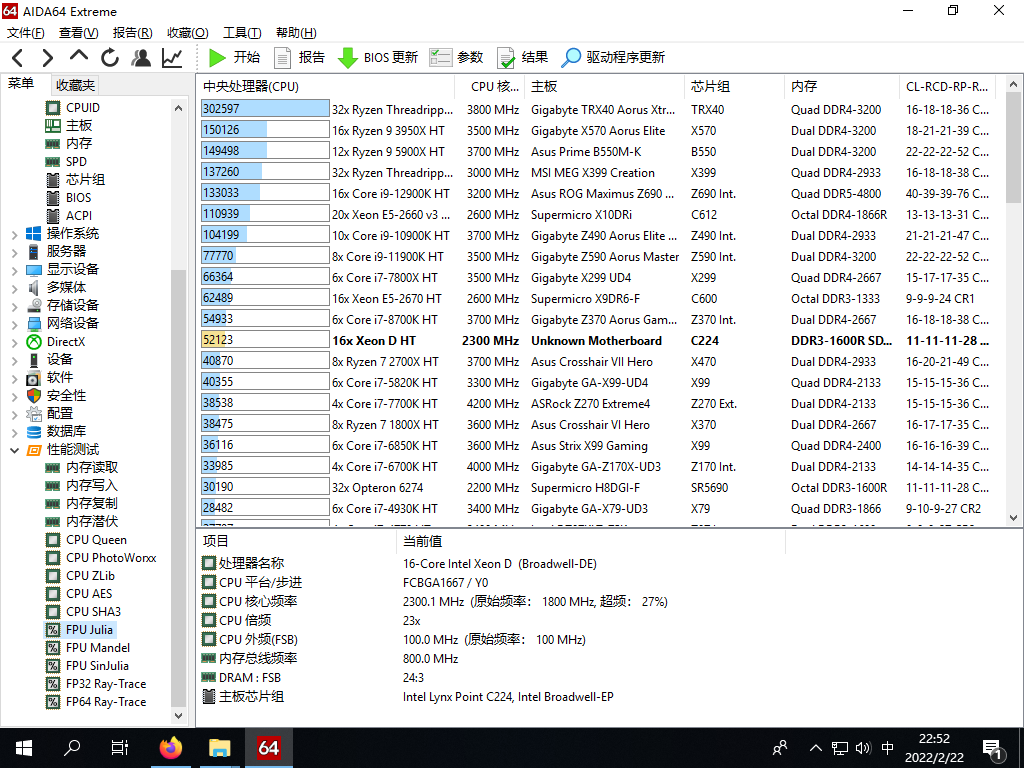 64 AIDA64 Extreme
文件(F) 查看(V) 报告(R) 收藏(O) 工具(T) 帮助(H)
开始 报告 BIOS 更新 参数 结果 驱动程序更新
菜单 收藏夹
CPUID
主板
内存
SPD
芯片组
BIOS
ACPI
操作系统
服务器
显示设备
多媒体
存储设备
网络设备
DirectX
设备
软件
安全性
配置
数据库
性能测试
内存读取
内存写入
内存复制
内存潜伏
CPU Queen
CPU PhotoWorxx
CPU ZLib
CPU AES
CPU SHA3
FPU Julia
FPU Mandel
FPU SinJulia
FP32 Ray-Trace
FP64 Ray-Trace
中央处理器(CPU) CPU 核... 主板 芯片组 内存 CL-RCD-RP-R...
302597 32x Ryzen Threadripp... 3800 MHz Gigabyte TRX40 Aorus Xtr... TRX40 Quad DDR4-3200 16-18-18-36 C...
150126 16x Ryzen 9 3950X HT 3500 MHz Gigabyte X570 Aorus Elite X570 Dual DDR4-3200 18-21-21-39 C...
149498 12x Ryzen 9 5900X HT 3700 MHz Asus Prime B550M-K B550 Dual DDR4-3200 22-22-22-52 C...
137260 32x Ryzen Threadripp... 3000 MHz MSI MEG X399 Creation X399 Quad DDR4-2933 16-18-18-38 C...
133033 16x Core i9-12900K HT 3200 MHz Asus ROG Maximus Z690 ... Z690 Int. Dual DDR5-4800 40-39-39-76 C...
110939 20x Xeon E5-2660 v3 ... 2600 MHz Supermicro X10DRi C612 Octal DDR4-1866R 13-13-13-31 C...
104199 10x Core i9-10900K HT 3700 MHz Gigabyte Z490 Aorus Elite ... Z490 Int. Dual DDR4-2933 21-21-21-47 C...
77770 8x Core i9-11900K HT 3700 MHz Gigabyte Z590 Aorus Master Z590 Int. Dual DDR4-3200 22-22-22-52 C...
66364 6x Core i7-7800X HT 3500 MHz Gigabyte X299 UD4 X299 Quad DDR4-2667 15-17-17-35 C...
62489 16x Xeon E5-2670 HT 2600 MHz Supermicro X9DR6-F C600 Octal DDR3-1333 9-9-9-24 CR1
54933 6x Core i7-8700K HT 3700 MHz Gigabyte Z370 Aorus Gam... Z370 Int. Dual DDR4-2667 16-18-18-38 C...
52123 16x Xeon D HT 2300 MHz Unknown Motherboard C224 DDR3-1600R SD... 11-11-11-28 ...
40870 8x Ryzen 7 2700X HT 3700 MHz Asus Crosshair VII Hero X470 Dual DDR4-2933 16-20-21-49 C...
40355 6x Core i7-5820K HT 3300 MHz Gigabyte GA-X99-UD4 X99 Quad DDR4-2133 15-15-15-36 C...
38538 4x Core i7-7700K HT 4200 MHz ASRock Z270 Extreme4 Z270 Ext. Dual DDR4-2133 15-15-15-36 C...
38475 8x Ryzen 7 1800X HT 3600 MHz Asus Crosshair VI Hero X370 Dual DDR4-2667 16-17-17-35 C...
36116 6x Core i7-6850K HT 3600 MHz Asus Strix X99 Gaming X99 Quad DDR4-2400 16-16-16-39 C...
33985 4x Core i7-6700K HT 4000 MHz Gigabyte GA-Z170X-UD3 Z170 Int. Dual DDR4-2133 14-14-14-35 C...
30190 32x Opteron 6274 2200 MHz Supermicro H8DGI-F SR5690 Octal DDR3-1600R 11-11-11-28 C...
28482 6x Core i7-4930K HT 3400 MHz Gigabyte GA-X79-UD3 X79 Quad DDR3-1866 9-10-9-27 CR2
项目 当前值
处理器名称 16-Core Intel Xeon D (Broadwell-DE)
CPU 平台/步进 FCBGA1667 / Y0
CPU 核心频率 2300.1 MHz (原始频率： 1800 MHz, 超频： 27%)
CPU 倍频 23x
CPU 外频(FSB) 100.0 MHz (原始频率： 100 MHz)
内存总线频率 800.0 MHz
DRAM : FSB 24:3
主板芯片组 Intel Lynx Point C224, Intel Broadwell-EP
64 中 22:52
2022/2/22 1